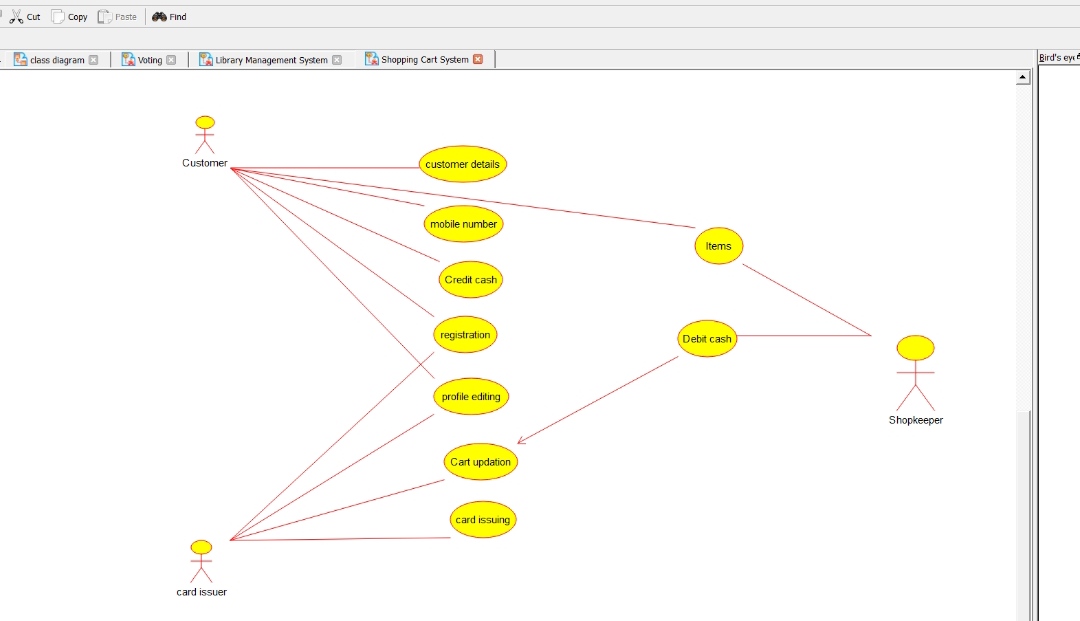 Cut Copy Paste Find
class diagram Voting Library Management System Shopping Cart System Bird's eye
Customer
customer details
mobile number
Items
Credit cash
registration
Debit cash
profile editing
Shopkeeper
Cart updation
card issuing
card issuer